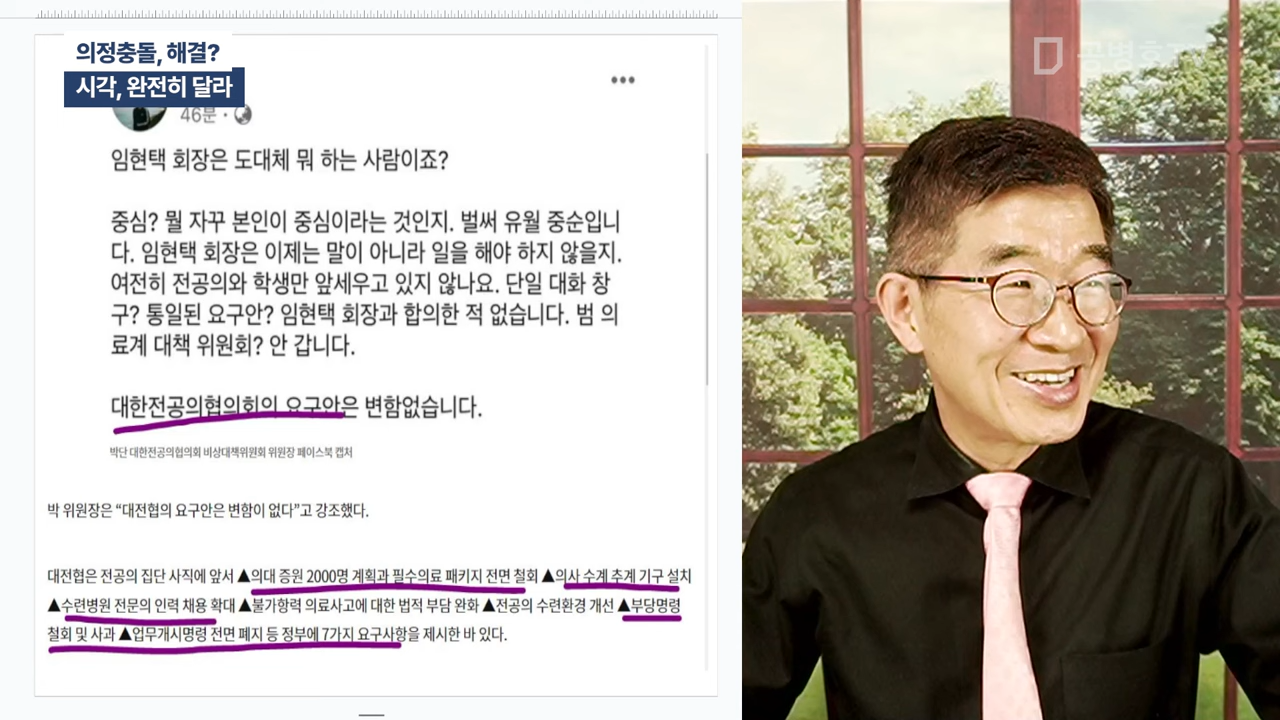 의정충돌, 해결?
시각, 완전히 달라
46분
임현택 회장은 도대체 뭐 하는 사람이죠?
중심? 뭘 자꾸 본인이 중심이라는 것인지. 벌써 유월 중순입니
다. 임현택 회장은 이제는 말이 아니라 일을 해야 하지 않을지.
여전히 전공의와 학생만 앞세우고 있지 않나요. 단일 대화 창
구? 통일된 요구안? 임현택 회장과 합의한 적 없습니다. 범 의
료계 대책 위원회? 안 갑니다.
대한전공의협의회의 요구안은 변함없습니다.
박단 대한전공의협의회 비상대책위원회 위원장 페이스북 캡처
박 위원장은 “대전협의 요구안은 변함이 없다”고 강조했다.
대전협은 전공의 집단 사직에 앞서 ▲의대 증원 2000명 계획과 필수의료 패키지 전면 철회 ▲의사 수계 추계 기구 설치
▲수련병원 전문의 인력 채용 확대 ▲불가항력 의료사고에 대한 법적 부담 완화 ▲전공의 수련환경 개선 ▲부당명령
철회 및 사과 ▲업무개시명령 전면 폐지 등 정부에 7가지 요구사항을 제시한 바 있다.
공병호